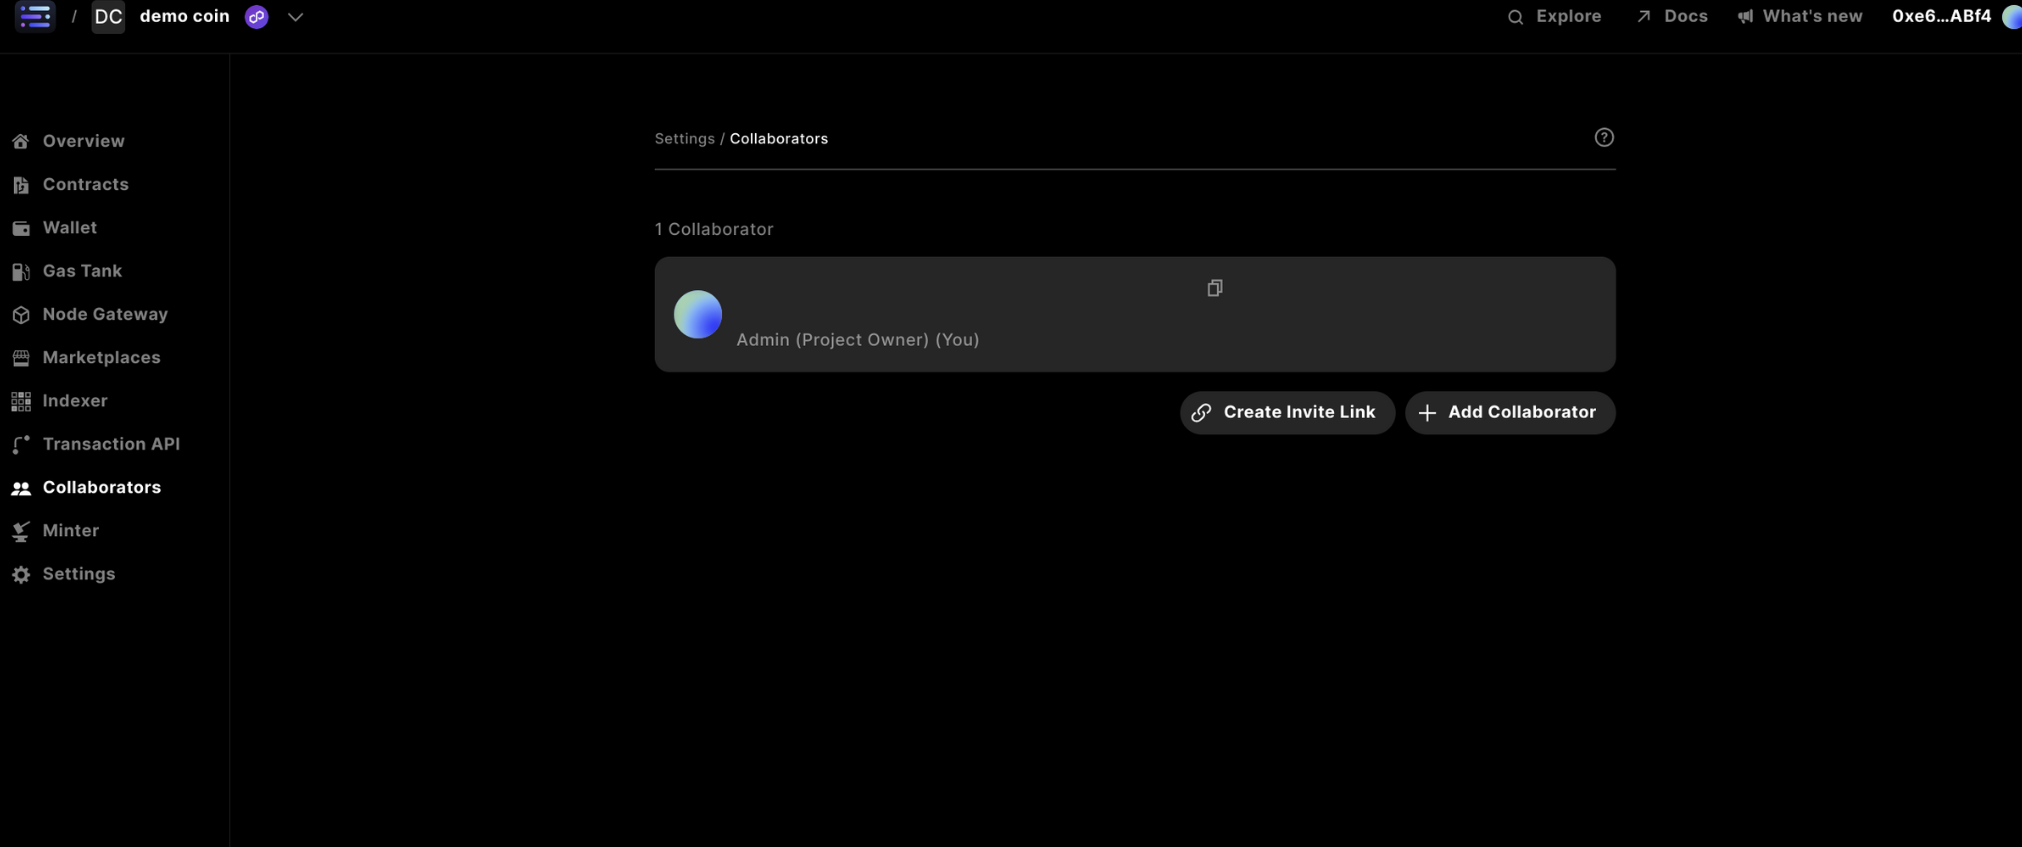 / DC demo coin
Explore Docs What's new 0xe6...ABf4
Overview
Contracts
Wallet
Gas Tank
Node Gateway
Marketplaces
Indexer
Transaction API
Collaborators
Minter
Settings
Settings / Collaborators
1 Collaborator
Admin (Project Owner) (You)
Create Invite Link
Add Collaborator